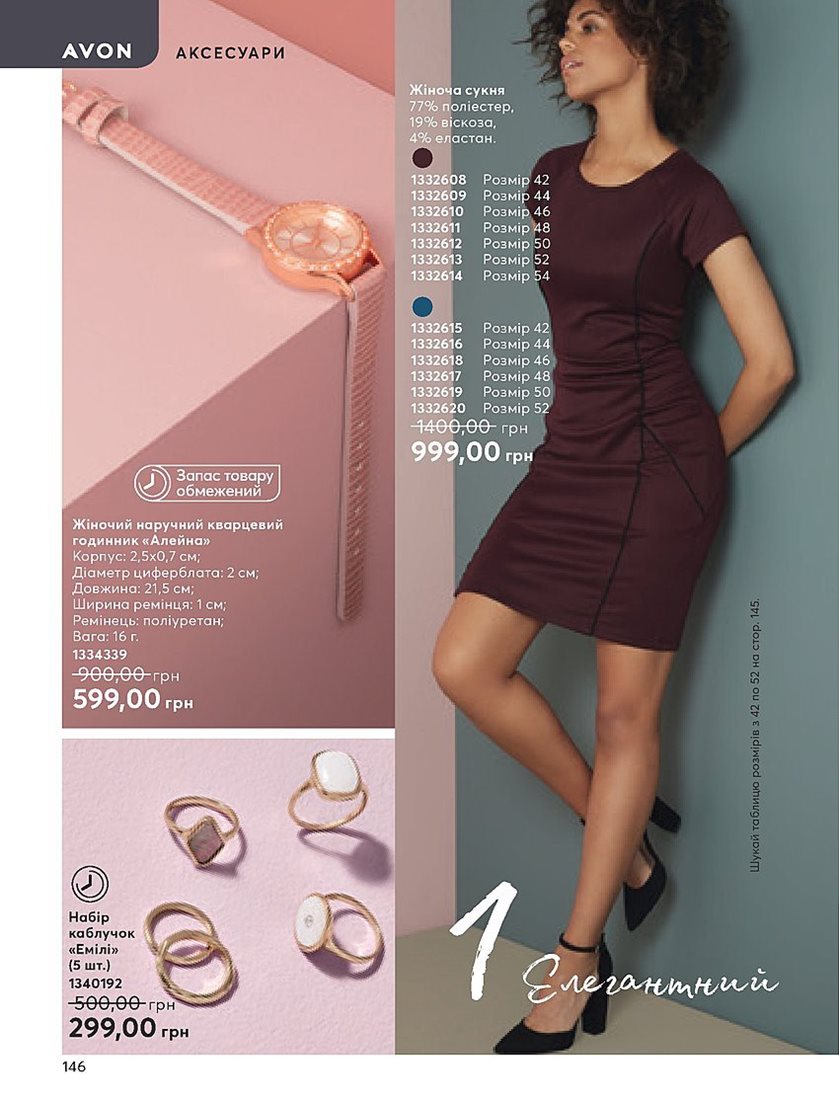 AVON
АКСЕСУАРИ
Жіноча сукня
77% поліестер,
19% віскоза,
4% еластан.
1332608 Розмір 42
1332609 Розмір 44
1332610 Розмір 46
1332611 Розмір 48
1332612 Розмір 50
1332613 Розмір 52
1332614 Розмір 54
1332615 Розмір 42
1332616 Розмір 44
1332618 Розмір 46
1332617 Розмір 48
1332619 Розмір 50
1332620 Розмір 52
1400,00 грн
999,00 грн
Запас товару
обмежений
Жіночий наручний кварцевий
годинник «Алейна»
Корпус: 2,5х0,7 см;
Діаметр циферблата: 2 см;
Довжина: 21,5 см;
Ширина ремінця: 1 см;
Ремінець: поліуретан;
Вага: 16 г.
1334339
900,00 грн
599,00 грн
Шукай таблицю розмірів з 42 по 52 на стор. 145.
Набір
каблучок
«Емілі»
(5 шт.)
1340192
500,00 грн
299,00 грн
1 Елегантний
146